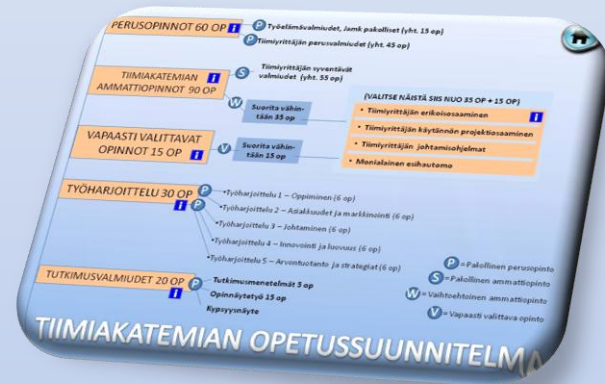 PERUSOPINNOT 60 OP
P
Työelämävalmiudet, Jamk pakolliset (yht. 15 op)
P
Tiimiyrittäjän perusvalmiudet (yht. 45 op)
TIIMIAKATEMIAN
AMMATTIOPINNOT 90 OP
S
Tiimiyrittäjän syventävät
valmiudet (yht. 55 op)
W
Suorita vähin-
tään 35 op
(VALITSE NÄISTÄ SIIS NUO 35 OP + 15 OP)
• Tiimiyrittäjän erikoisosaaminen
• Tiimiyrittäjän käytännön projektiosaaminen
• Tiimiyrittäjän johtamisohjelmat
• Monialainen esihautomo
VAPAASTI VALITTAVAT
OPINNOT 15 OP
V
Suorita vähin-
tään 15 op
TYÖHARJOITTELU 30 OP
P
P
•Työharjoittelu 1 – Oppiminen (6 op)
•Työharjoittelu 2 – Asiakkuudet ja markkinointi (6 op)
•Työharjoittelu 3 – Johtaminen (6 op)
•Työharjoittelu 4 – Innovointi ja luovuus (6 op)
•Työharjoittelu 5 – Arvontuotanto ja strategiat (6 op)
TUTKIMUSVALMIUDET 20 OP
P
Tutkimusmenetelmät 5 op
Opinnäytetyö 15 op
Kypsyysnäyte
P = Pakollinen perusopinto
S = Pakollinen ammattiopinto
W = Vaihtoehtoinen ammattiopinto
V = Vapaasti valittava opinto
TIIMIAKATEMIAN OPETUSSUUNNITELMA